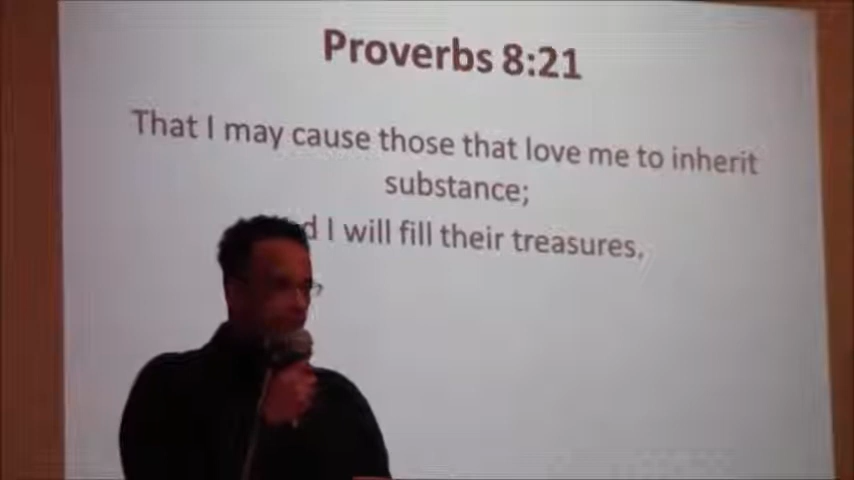 Proverbs 8:21
That I may cause those that love me to inherit
substance;
I will fill their treasures.